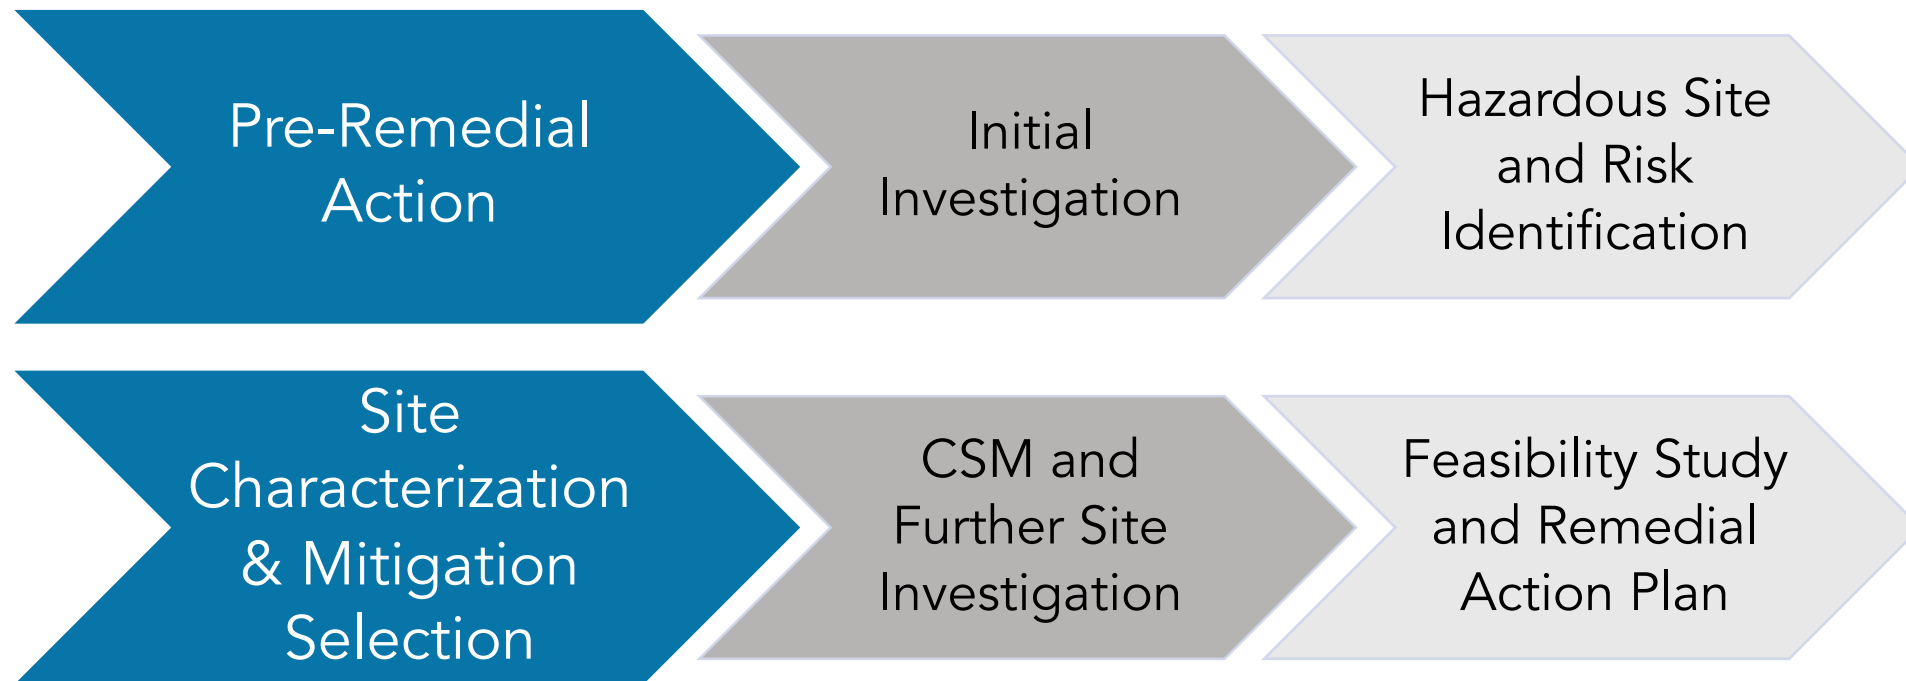 Pre-Remedial
Action
Initial
Investigation
Hazardous Site
and Risk
Identification
Site
Characterization
& Mitigation
Selection
CSM and
Further Site
Investigation
Feasibility Study
and Remedial
Action Plan